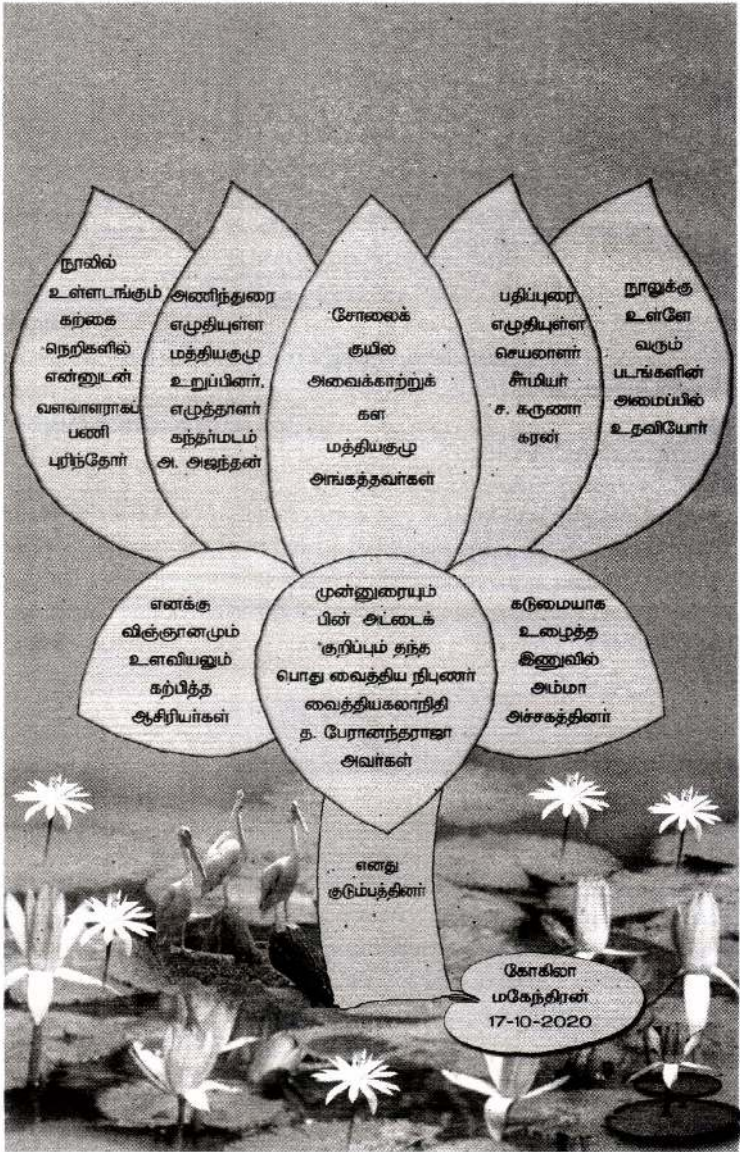 நூலில்
உள்ளடங்கும்
கற்கை
நெறிகளில்
என்னுடன்
வளவாளராகப்
பணி
புரிந்தோர்
அணிந்துரை
எழுதியுள்ள
மத்தியகுழு
உறுப்பினர்,
எழுத்தாளர்
கந்தர்மடம்
அ. அஜந்தன்
சோலைக்
குயில
அவைக்காற்றுக்
கள
மத்தியகுழு
அங்கத்தவர்கள்
பதிப்புரை
எழுதியுள்ள
செயலாளர்
சீர்மியர்
ச. கருணா
கரன்
நூலுக்கு
உள்ளே
வரும்
படங்களின்
அமைப்பில்
உதவியோர்
எனக்கு
விஞ்ஞானமும்
உளவியலும்
கற்பித்த
ஆசிரியர்கள்
முன்னுரையும்
பின் அட்டைக்
குறிப்பும் தந்த
பொது வைத்திய நிபுணர்
வைத்தியகலாநிதி
த. பேரானந்தராஜா
அவர்கள்
கடுமையாக
உழைத்த
இணுவில்
அம்மா
அச்சகத்தினர்
எனது
குடும்பத்தினர்
கோகிலா
மகேந்திரன்
17-10-2020